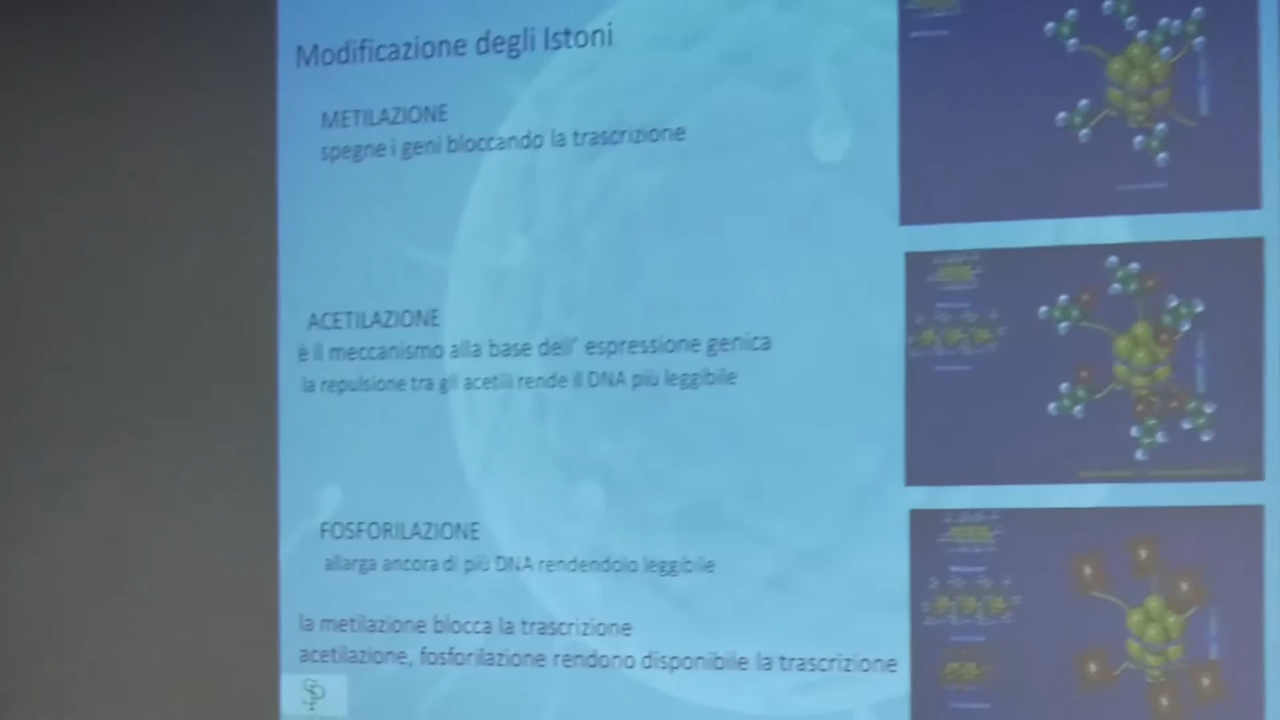 Modificazione degli Istoni
METILAZIONE
spegne i geni bloccando la trascrizione
ACETILAZIONE
è il meccanismo alla base dell' espressione genica
la repulsione tra gli acetili rende il DNA più leggibile
FOSFORILAZIONE
allarga ancora di più DNA rendendolo leggibile
la metilazione blocca la trascrizione
acetilazione, fosforilazione rendono disponibile la trascrizione